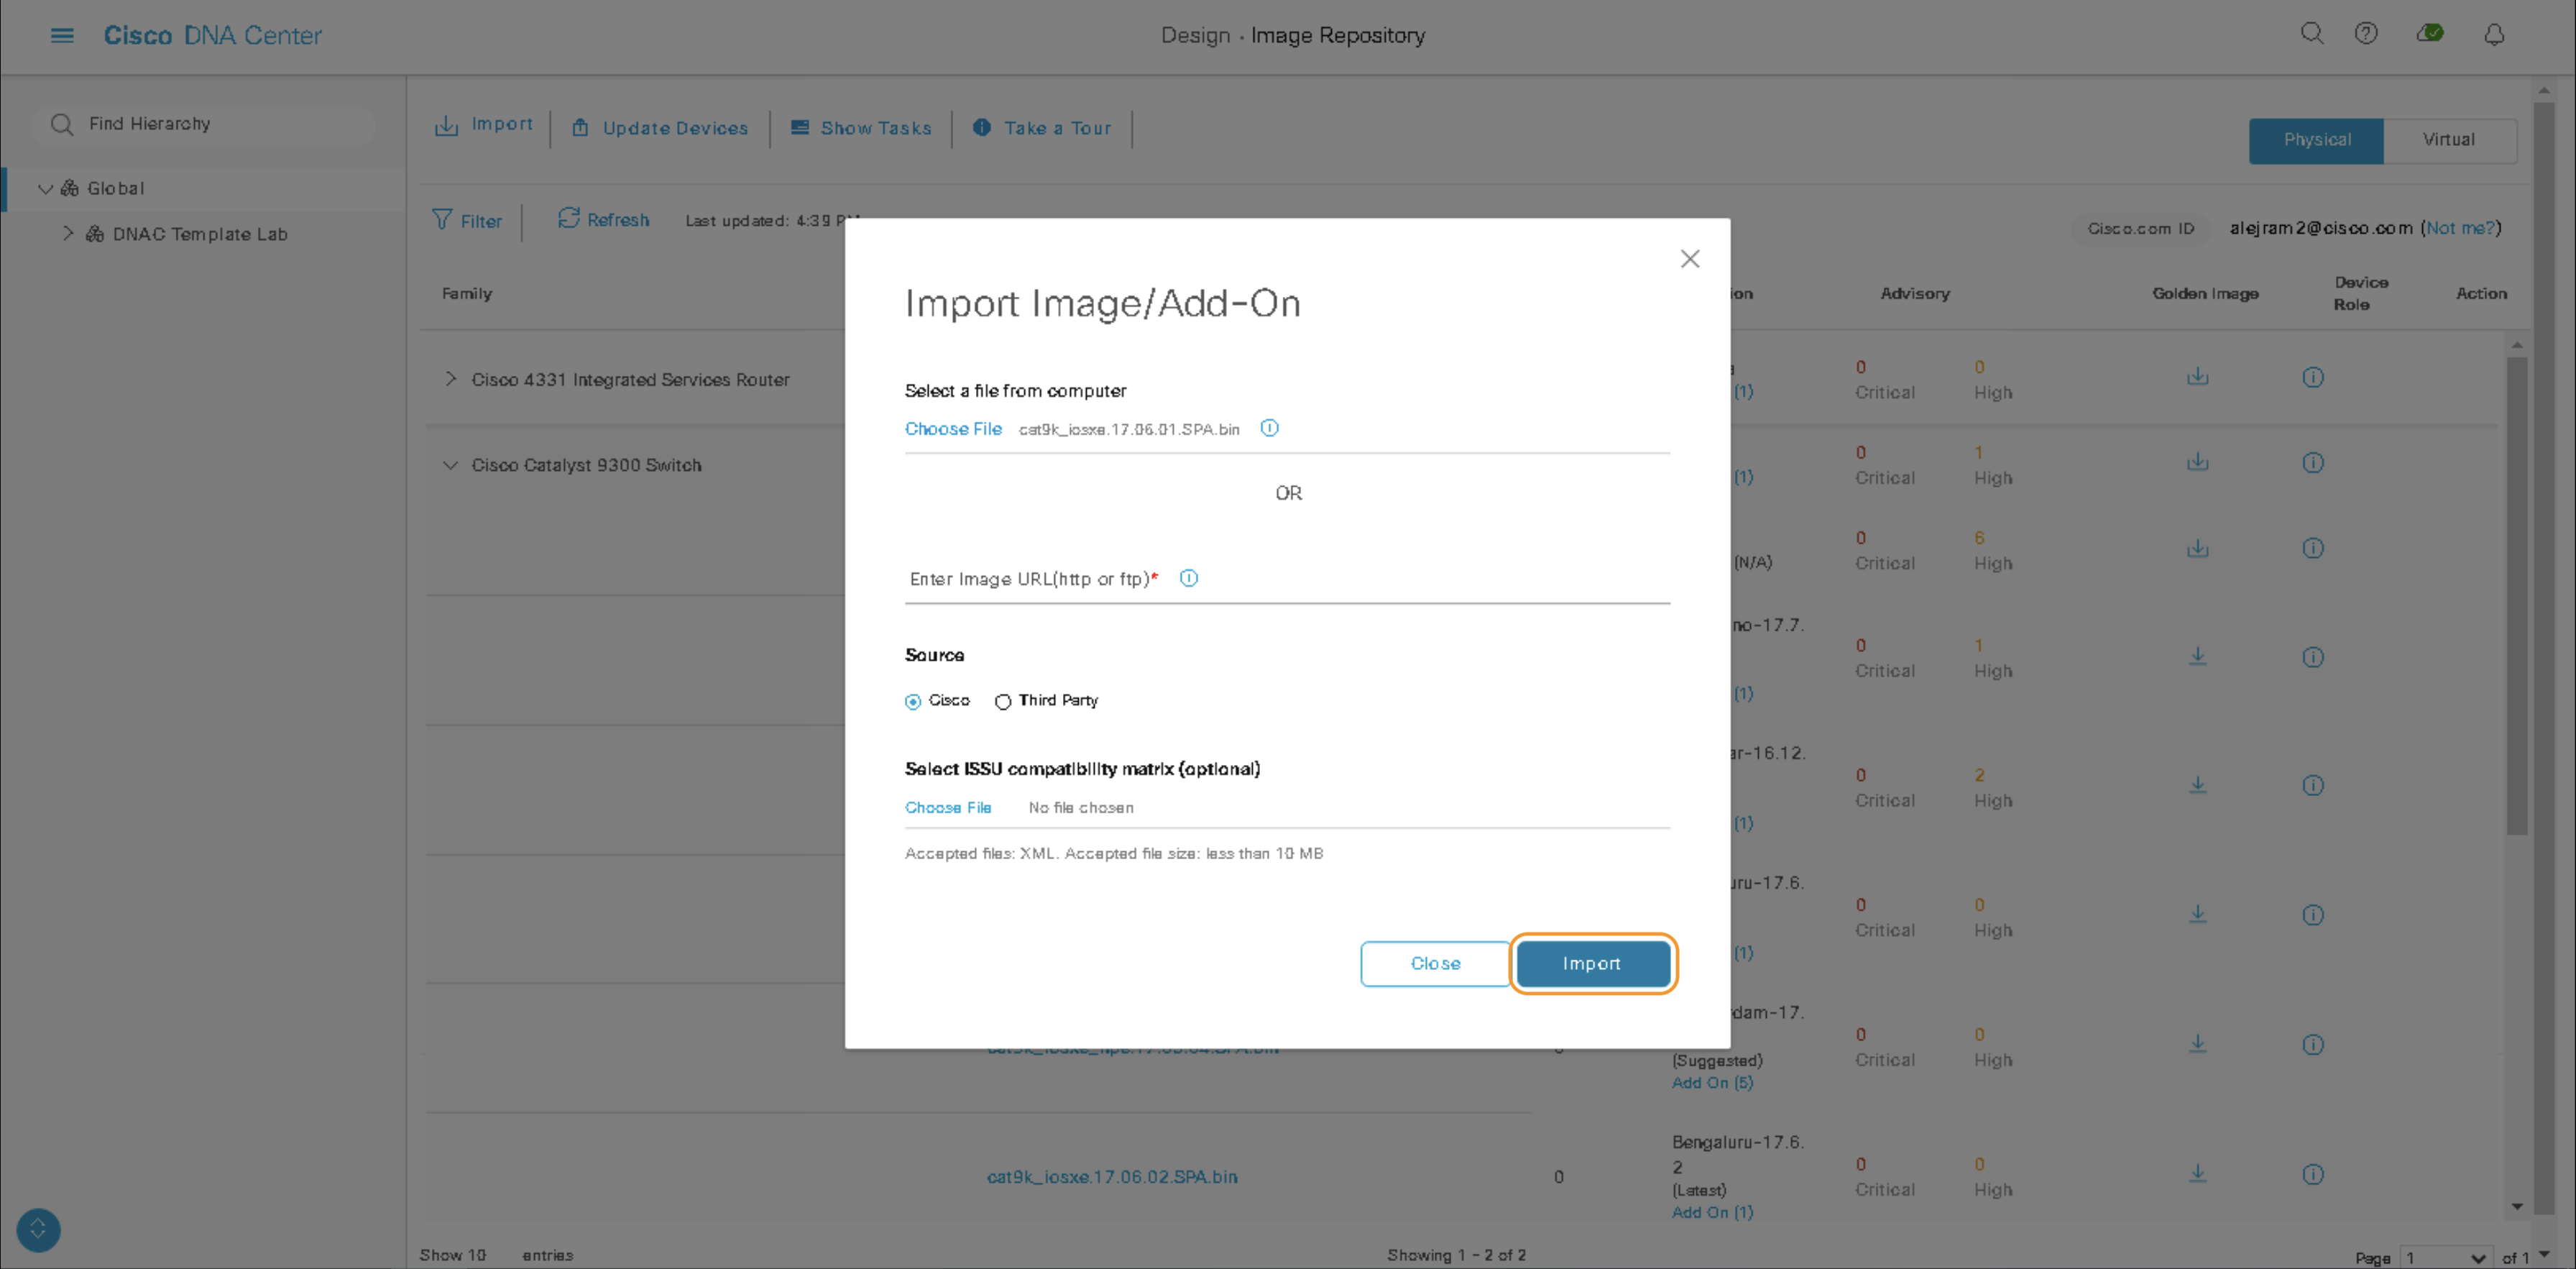 Cisco DNA Center
Design · Image Repository
Find Hierarchy
Global
DNAC Template Lab
Import
Update Devices
Show Tasks
Take a Tour
Physical
Virtual
Filter
Refresh
Last updated: 4:39 P
Cisco.com ID
alejram2@cisco.com (Not me?)
Family
ion
Advisory
Golden Image
Device
Role
Action
Cisco 4331 Integrated Services Router
(1)
0
Critical
0
High
Cisco Catalyst 9300 Switch
(1)
0
Critical
1
High
(N/A)
0
Critical
6
High
no-17.7.
(1)
0
Critical
1
High
ar-16.12.
(1)
0
Critical
2
High
uru-17.6.
(1)
0
Critical
0
High
dam-17.
(Suggested)
Add On (5)
0
Critical
0
High
cat9k_iosxe.17.06.02.SPA.bin
0
Bengaluru-17.6.
2
(Latest)
Add On (1)
0
Critical
0
High
Import Image/Add-On
Select a file from computer
Choose File cat9k_iosxe.17.06.01.SPA.bin
OR
Enter Image URL(http or ftp)*
Source
Cisco
Third Party
Select ISSU compatibility matrix (optional)
Choose File No file chosen
Accepted files: XML. Accepted file size: less than 10 MB
Close
Import
Show 10 entries
Showing 1 - 2 of 2
Page 1 of 1